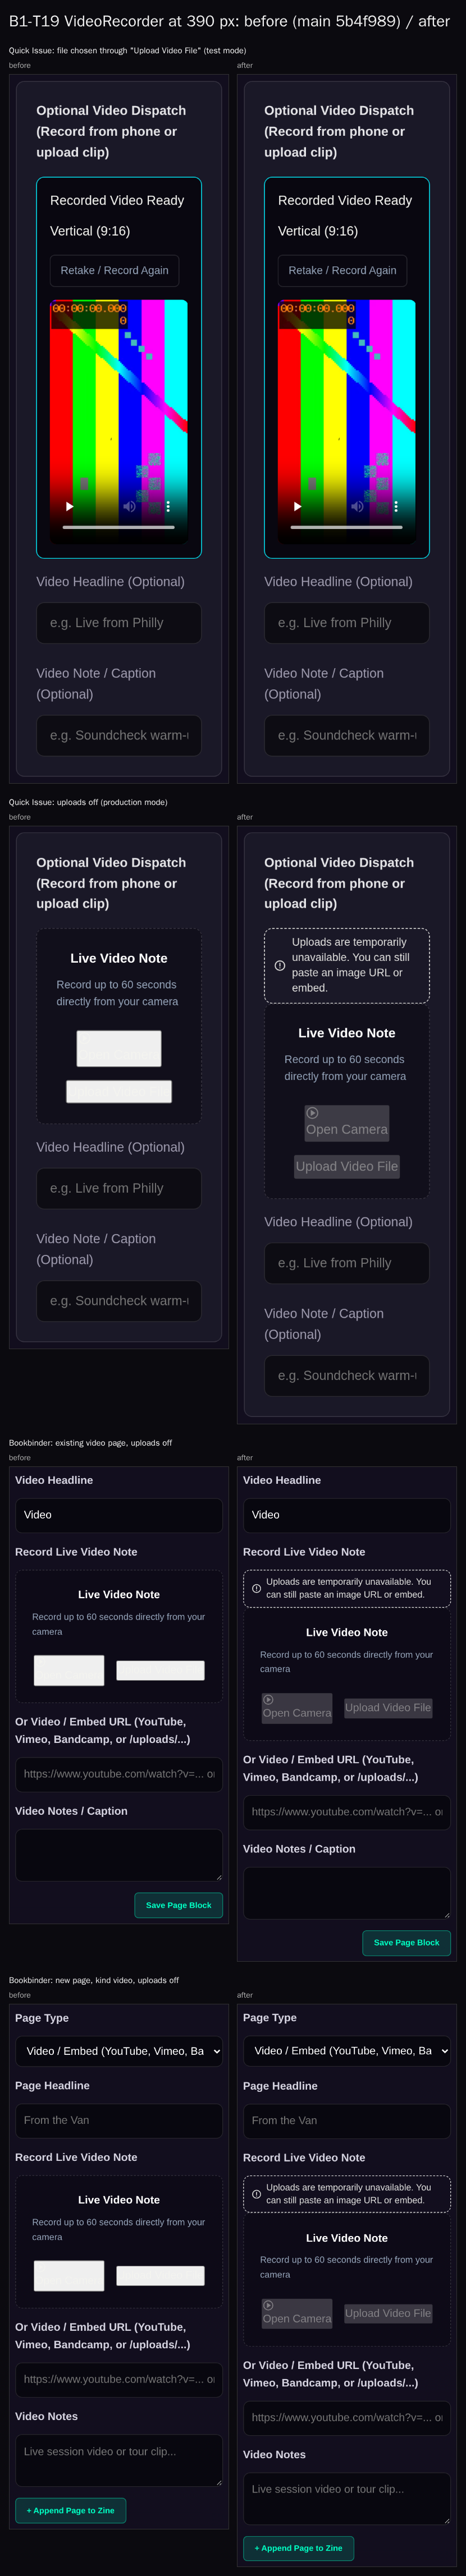 B1-T19 VideoRecorder at 390 px: before (main 5b4f989) / after
Quick Issue: file chosen through "Upload Video File" (test mode)
before
Optional Video Dispatch
(Record from phone or
upload clip)
Recorded Video Ready
Vertical (9:16)
Retake / Record Again
00:00:00.000
0
Video Headline (Optional)
e.g. Live from Philly
Video Note / Caption
(Optional)
e.g. Soundcheck warm-
after
Optional Video Dispatch
(Record from phone or
upload clip)
Recorded Video Ready
Vertical (9:16)
Retake / Record Again
00:00:00.000
0
Video Headline (Optional)
e.g. Live from Philly
Video Note / Caption
(Optional)
e.g. Soundcheck warm-
Quick Issue: uploads off (production mode)
before
Optional Video Dispatch
(Record from phone or
upload clip)
Live Video Note
Record up to 60 seconds
directly from your camera
Video Headline (Optional)
e.g. Live from Philly
Video Note / Caption
(Optional)
e.g. Soundcheck warm-
after
Optional Video Dispatch
(Record from phone or
upload clip)
Uploads are temporarily
unavailable. You can still
paste an image URL or
embed.
Live Video Note
Record up to 60 seconds
directly from your camera
Open Camera
Upload Video File
Video Headline (Optional)
e.g. Live from Philly
Video Note / Caption
(Optional)
e.g. Soundcheck warm-
Bookbinder: existing video page, uploads off
before
Video Headline
Video
Record Live Video Note
Live Video Note
Record up to 60 seconds directly from your
camera
Or Video / Embed URL (YouTube,
Vimeo, Bandcamp, or /uploads/...)
https://www.youtube.com/watch?v=... o
Video Notes / Caption
Save Page Block
after
Video Headline
Video
Record Live Video Note
Uploads are temporarily unavailable. You
can still paste an image URL or embed.
Live Video Note
Record up to 60 seconds directly from your
camera
Open Camera
Upload Video File
Or Video / Embed URL (YouTube,
Vimeo, Bandcamp, or /uploads/...)
https://www.youtube.com/watch?v=... o
Video Notes / Caption
Save Page Block
Bookbinder: new page, kind video, uploads off
before
Page Type
Video / Embed (YouTube, Vimeo, Ba
Page Headline
From the Van
Record Live Video Note
Live Video Note
Record up to 60 seconds directly from your
camera
Or Video / Embed URL (YouTube,
Vimeo, Bandcamp, or /uploads/...)
https://www.youtube.com/watch?v=... o
Video Notes
Live session video or tour clip...
+ Append Page to Zine
after
Page Type
Video / Embed (YouTube, Vimeo, Ba
Page Headline
From the Van
Record Live Video Note
Uploads are temporarily unavailable. You
can still paste an image URL or embed.
Live Video Note
Record up to 60 seconds directly from your
camera
Open Camera
Upload Video File
Or Video / Embed URL (YouTube,
Vimeo, Bandcamp, or /uploads/...)
https://www.youtube.com/watch?v=... o
Video Notes
Live session video or tour clip...
+ Append Page to Zine